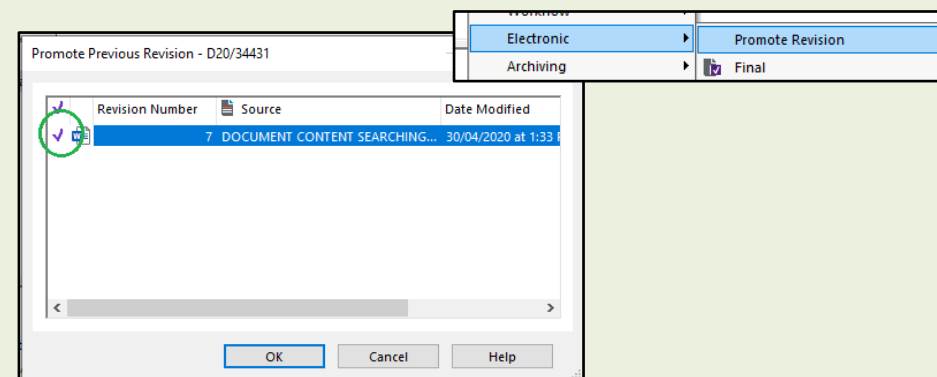 Electronic
Promote Revision
Archiving
Final
Promote Previous Revision - D20/34431
Revision Number Source Date Modified
7 DOCUMENT CONTENT SEARCHING... 30/04/2020 at 1:33
OK Cancel Help